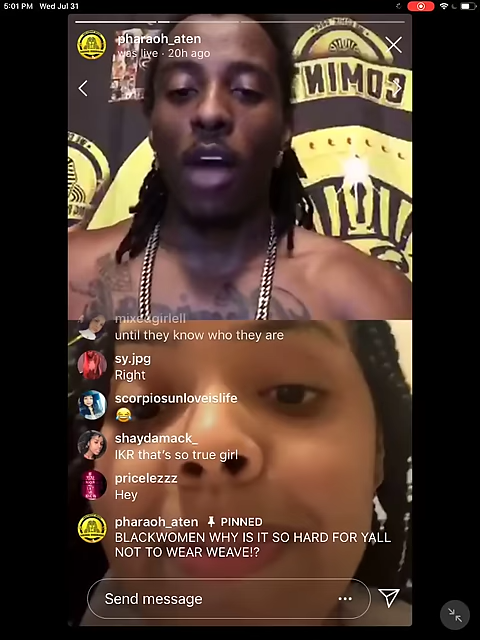 5:01 PM Wed Jul 31
pharaoh_aten
was live · 20h ago
COMIN
mixedgirlell
until they know who they are
sy.jpg
Right
scorpiosunloveislife
😂
shaydamack_
IKR that's so true girl
pricelezzz
Hey
pharaoh_aten PINNED
BLACKWOMEN WHY IS IT SO HARD FOR YALL
NOT TO WEAR WEAVE!?
Send message